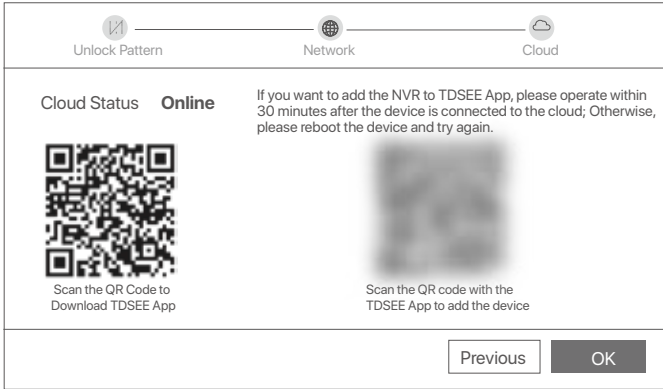 Unlock Pattern
Network
Cloud
Cloud Status Online
If you want to add the NVR to TDSEE App, please operate within
30 minutes after the device is connected to the cloud; Otherwise,
please reboot the device and try again.
Scan the QR Code to
Download TDSEE App
Scan the QR code with the
TDSEE App to add the device
Previous
OK